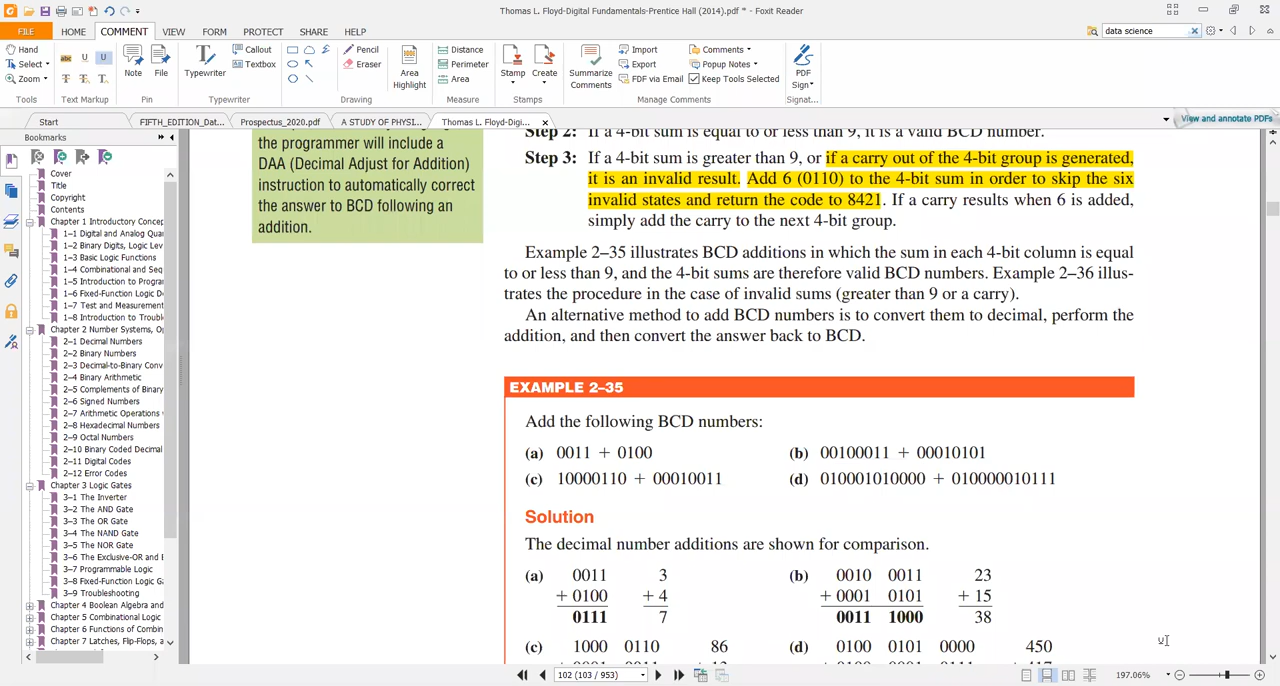 Thomas L. Floyd-Digital Fundamentals-Prentice Hall (2014).pdf * - Foxit Reader
FILE HOME COMMENT VIEW FORM PROTECT SHARE HELP
data science
Hand
Select
Zoom
Tools
Text Markup
Note
File
Pin
Typewriter
Callout
Textbox
Typewriter
Pencil
Eraser
Drawing
Area Highlight
Distance
Perimeter
Area
Measure
Stamp
Create
Stamps
Summarize Comments
Import
Export
FDF via Email
Comments
Popup Notes
Keep Tools Selected
Manage Comments
PDF Sign
Signat...
Start
FIFTH_EDITION_Dat...
Prospectus_2020.pdf
A STUDY OF PHYSI...
Thomas L. Floyd-Digi...
View and annotate PDFs
Bookmarks
Cover
Title
Copyright
Contents
Chapter 1 Introductory Concep
1-1 Digital and Analog Quar
1-2 Binary Digits, Logic Lev
1-3 Basic Logic Functions
1-4 Combinational and Seq
1-5 Introduction to Prograr
1-6 Fixed-Function Logic D
1-7 Test and Measurement
1-8 Introduction to Troubl
Chapter 2 Number Systems, Op
2-1 Decimal Numbers
2-2 Binary Numbers
2-3 Decimal-to-Binary Conv
2-4 Binary Arithmetic
2-5 Complements of Binary
2-6 Signed Numbers
2-7 Arithmetic Operations
2-8 Hexadecimal Numbers
2-9 Octal Numbers
2-10 Binary Coded Decimal
2-11 Digital Codes
2-12 Error Codes
Chapter 3 Logic Gates
3-1 The Inverter
3-2 The AND Gate
3-3 The OR Gate
3-4 The NAND Gate
3-5 The NOR Gate
3-6 The Exclusive-OR and E
3-7 Programmable Logic
3-8 Fixed-Function Logic Ga
3-9 Troubleshooting
Chapter 4 Boolean Algebra and
Chapter 5 Combinational Logic
Chapter 6 Functions of Combin
Chapter 7 Latches, Flip-Flops, a
the programmer will include a
DAA (Decimal Adjust for Addition)
instruction to automatically correct
the answer to BCD following an
addition.
Step 2: If a 4-bit sum is equal to or less than 9, it is a valid BCD number.
Step 3: If a 4-bit sum is greater than 9, or if a carry out of the 4-bit group is generated,
it is an invalid result. Add 6 (0110) to the 4-bit sum in order to skip the six
invalid states and return the code to 8421. If a carry results when 6 is added,
simply add the carry to the next 4-bit group.
Example 2–35 illustrates BCD additions in which the sum in each 4-bit column is equal
to or less than 9, and the 4-bit sums are therefore valid BCD numbers. Example 2–36 illus-
trates the procedure in the case of invalid sums (greater than 9 or a carry).
An alternative method to add BCD numbers is to convert them to decimal, perform the
addition, and then convert the answer back to BCD.
EXAMPLE 2–35
Add the following BCD numbers:
(a) 0011 + 0100 (b) 00100011 + 00010101
(c) 10000110 + 00010011 (d) 010001010000 + 010000010111
Solution
The decimal number additions are shown for comparison.
(a) 0011 3 (b) 0010 0011 23
+ 0100 + 4 + 0001 0101 + 15
0111 7 0011 1000 38
(c) 1000 0110 86 (d) 0100 0101 0000 450
102 (103 / 953)
197.06%